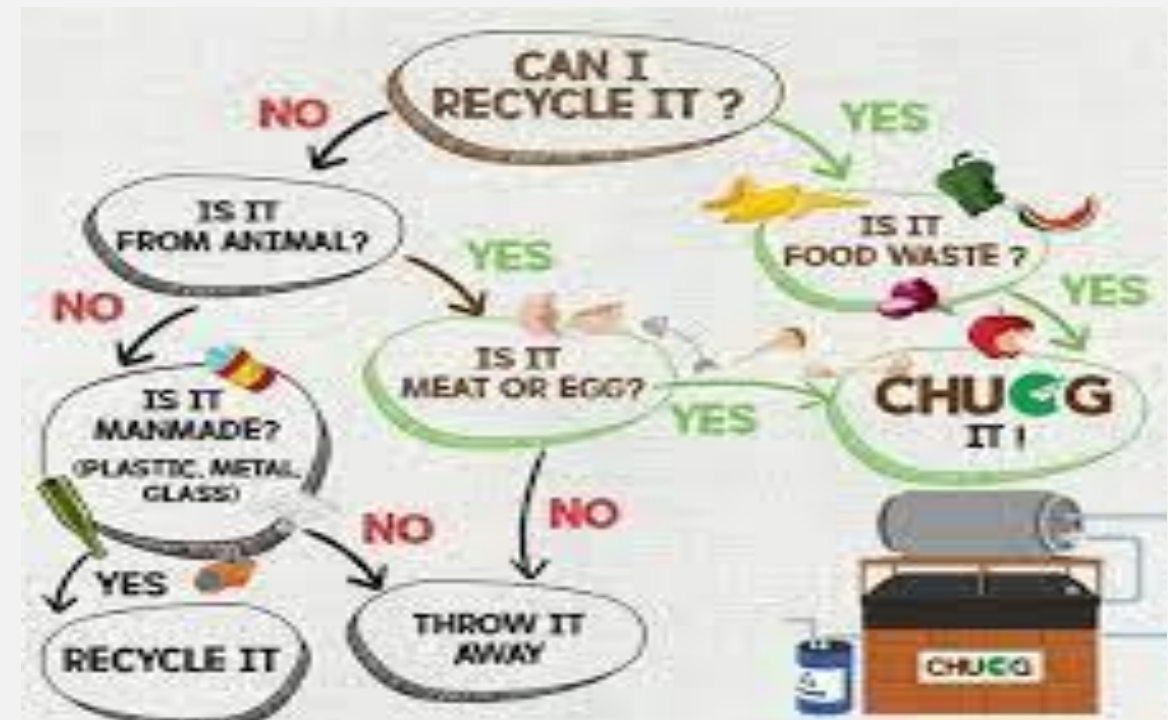 CAN I
RECYCLE IT ?
NO
YES
IS IT
FROM ANIMAL?
IS IT
FOOD WASTE ?
YES
NO
YES
IS IT
MEAT OR EGG?
IS IT
MANMADE?
(PLASTIC, METAL,
GLASS)
YES
CHUGG
IT !
NO
NO
YES
RECYCLE IT
THROW IT
AWAY
CHUGG